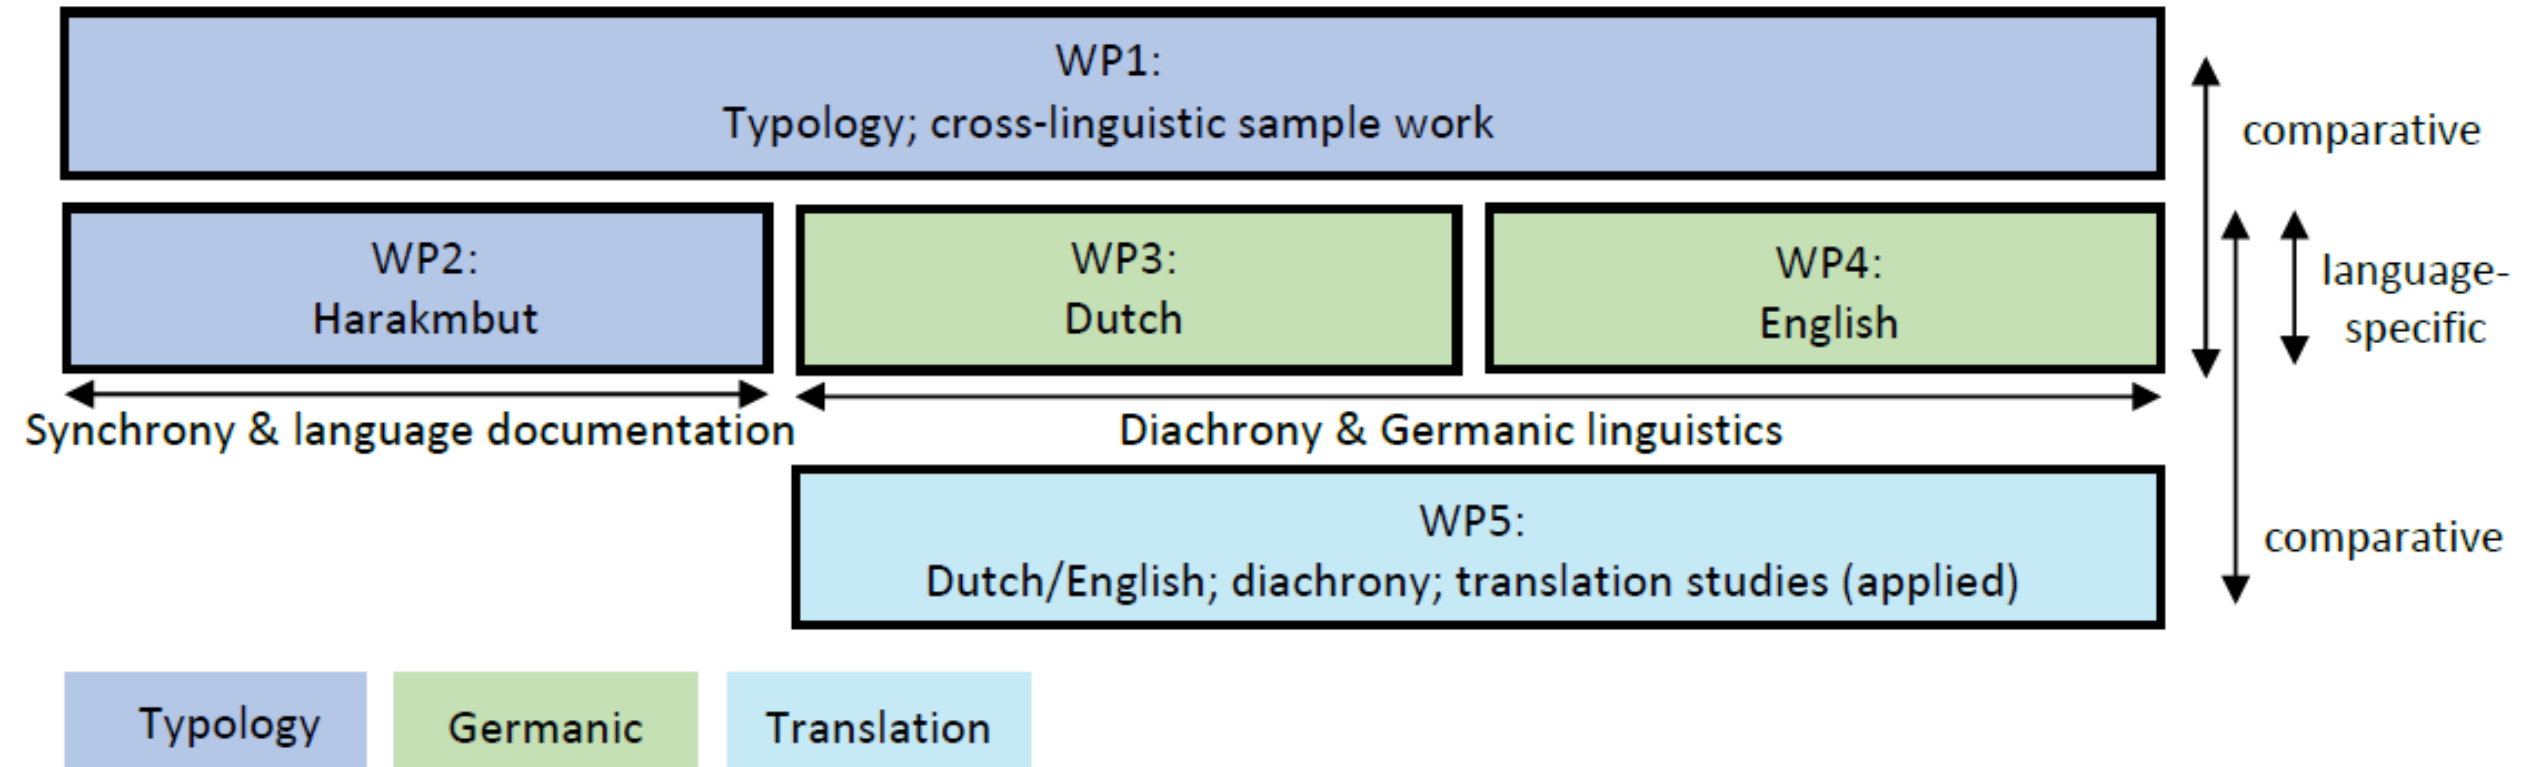 WP1:
Typology; cross-linguistic sample work
comparative
WP2:
Harakmbut
WP3:
Dutch
WP4:
English
language-
specific
Synchrony & language documentation
Diachrony & Germanic linguistics
WP5:
Dutch/English; diachrony; translation studies (applied)
comparative
Typology
Germanic
Translation